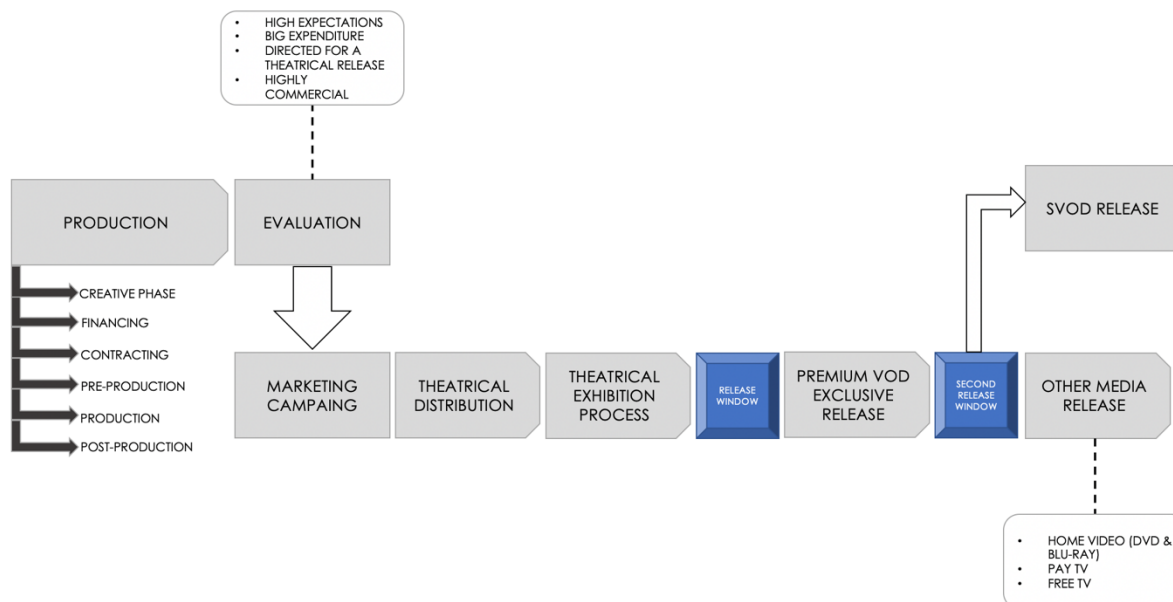 • HIGH EXPECTATIONS
• BIG EXPENDITURE
• DIRECTED FOR A
THEATRICAL RELEASE
• HIGHLY
COMMERCIAL
PRODUCTION
EVALUATION
SVOD RELEASE
CREATIVE PHASE
FINANCING
CONTRACTING
PRE-PRODUCTION
PRODUCTION
POST-PRODUCTION
MARKETING
CAMPAING
THEATRICAL
DISTRIBUTION
THEATRICAL
EXHIBITION
PROCESS
RELEASE
WINDOW
PREMIUM VOD
EXCLUSIVE
RELEASE
SECOND
RELEASE
WINDOW
OTHER MEDIA
RELEASE
• HOME VIDEO (DVD &
BLU-RAY)
• PAY TV
• FREE TV